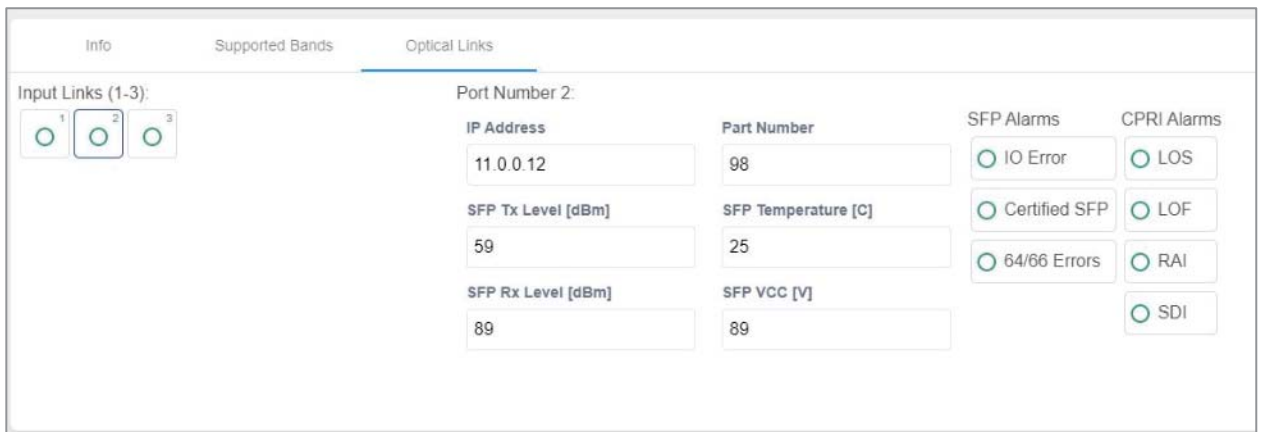 Info Supported Bands Optical Links
Input Links (1-3):
1 2 3
Port Number 2:
IP Address Part Number
11.0.0.12 98
SFP Tx Level [dBm] SFP Temperature [C]
59 25
SFP Rx Level [dBm] SFP VCC [V]
89 89
SFP Alarms
IO Error
Certified SFP
64/66 Errors
CPRI Alarms
LOS
LOF
RAI
SDI